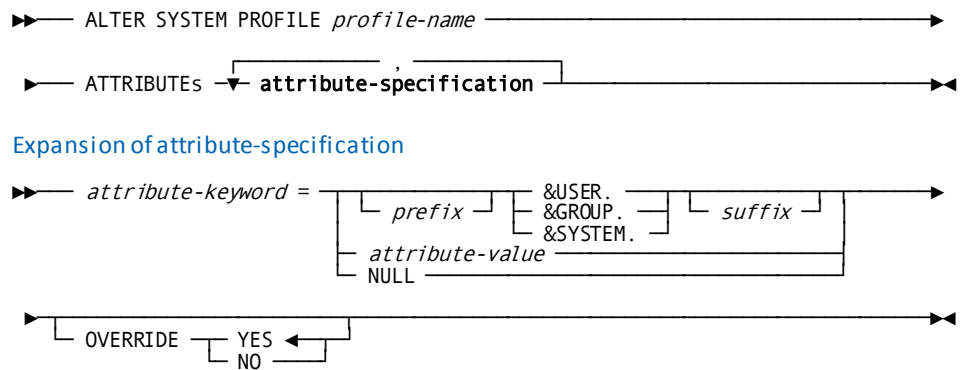 ALTER SYSTEM PROFILE profile-name
,
ATTRIBUTEs attribute-specification
Expansion of attribute-specification
attribute-keyword = &USER.
prefix &GROUP. suffix
&SYSTEM.
attribute-value
NULL
OVERRIDE YES
NO